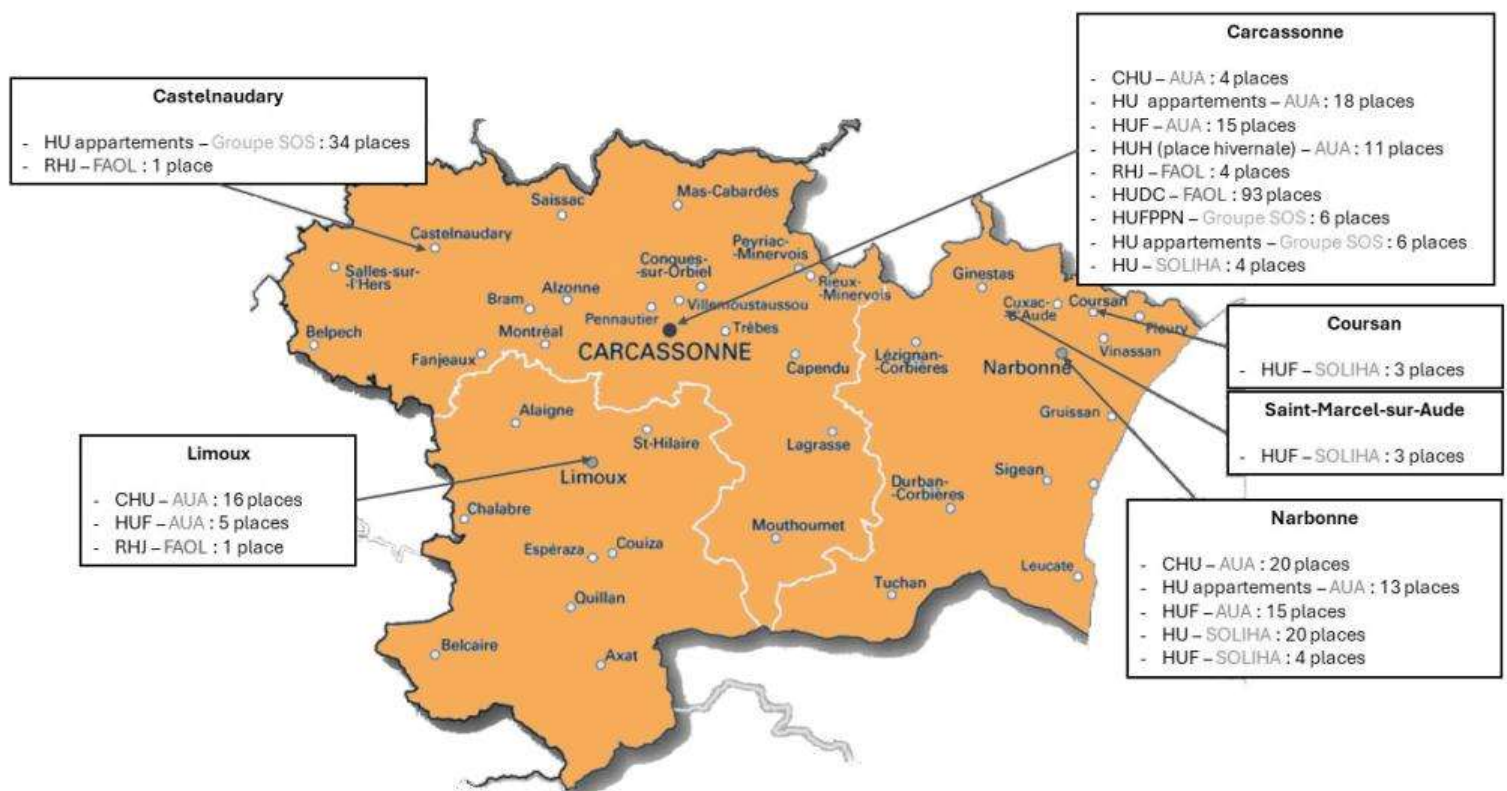 Carcassonne
- CHU – AUA : 4 places
- HU appartements – AUA : 18 places
- HUF – AUA : 15 places
- HUH (place hivernale) – AUA : 11 places
- RHJ – FAOL : 4 places
- HUDC – FAOL : 93 places
- HUFPPN – Groupe SOS : 6 places
- HU appartements – Groupe SOS : 6 places
- HU – SOLIHA : 4 places
Castelnaudary
- HU appartements – Groupe SOS : 34 places
- RHJ – FAOL : 1 place
Mas-Cabardès
Saissac
Castelnaudary
Salles-sur-
-l'Hers
Peyriac-
-Minervois
Conques-
-sur-Orbiel
Rieux-
-Minervois
Ginestas
Cuxac-
d'Aude
Coursan
Fleury
Vinassan
Alzonne
Bram
Villemoustaussou
Pennautier
Trèbes
Belpech
Montréal
CARCASSONNE
Fanjeaux
Capendu
Lézignan-
-Corbières
Narbonne
Gruissan
Alaigne
St-Hilaire
Lagrasse
Limoux
Sigean
Durban-
-Corbières
Chalabre
Mouthoumet
Espéraza
Couiza
Leucate
Tuchan
Quillan
Belcaire
Axat
Coursan
- HUF – SOLIHA : 3 places
Saint-Marcel-sur-Aude
- HUF – SOLIHA : 3 places
Limoux
- CHU – AUA : 16 places
- HUF – AUA : 5 places
- RHJ – FAOL : 1 place
Narbonne
- CHU – AUA : 20 places
- HU appartements – AUA : 13 places
- HUF – AUA : 15 places
- HU – SOLIHA : 20 places
- HUF – SOLIHA : 4 places